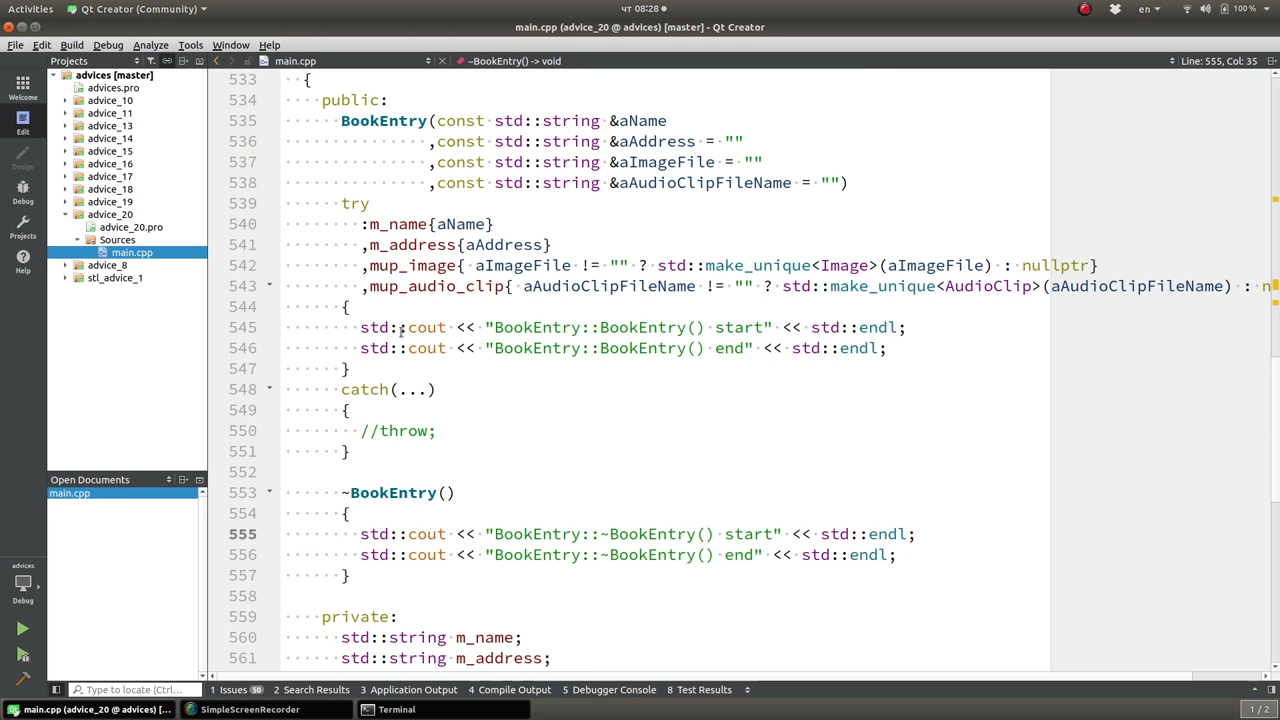 Activities
Qt Creator (Community)
чт 08:28
en
100 %
main.cpp (advice_20 @ advices) [master] - Qt Creator
File Edit Build Debug Analyze Tools Window Help
Projects
main.cpp
~BookEntry() -> void
Line: 555, Col: 35
Welcome
Edit
Design
Debug
Projects
Help
advices
Debug
advices [master]
advices.pro
advice_10
advice_11
advice_13
advice_14
advice_15
advice_16
advice_17
advice_18
advice_19
advice_20
advice_20.pro
Sources
main.cpp
advice_8
stl_advice_1
Open Documents
main.cpp
533 {
534 public:
535 BookEntry(const std::string &aName
536 ,const std::string &aAddress = ""
537 ,const std::string &aImageFile = ""
538 ,const std::string &aAudioClipFileName = "")
539 try
540 :m_name{aName}
541 ,m_address{aAddress}
542 ,mup_image{ aImageFile != "" ? std::make_unique<Image>(aImageFile) : nullptr}
543 ,mup_audio_clip{ aAudioClipFileName != "" ? std::make_unique<AudioClip>(aAudioClipFileName) : n
544 {
545 std::cout << "BookEntry::BookEntry() start" << std::endl;
546 std::cout << "BookEntry::BookEntry() end" << std::endl;
547 }
548 catch(...)
549 {
550 //throw;
551 }
552
553 ~BookEntry()
554 {
555 std::cout << "BookEntry::~BookEntry() start" << std::endl;
556 std::cout << "BookEntry::~BookEntry() end" << std::endl;
557 }
558
559 private:
560 std::string m_name;
561 std::string m_address;
Type to locate (Ctrl...
1 Issues 50
2 Search Results
3 Application Output
4 Compile Output
5 Debugger Console
8 Test Results
main.cpp (advice_20 @ advices) [...
SimpleScreenRecorder
Terminal
1 / 2